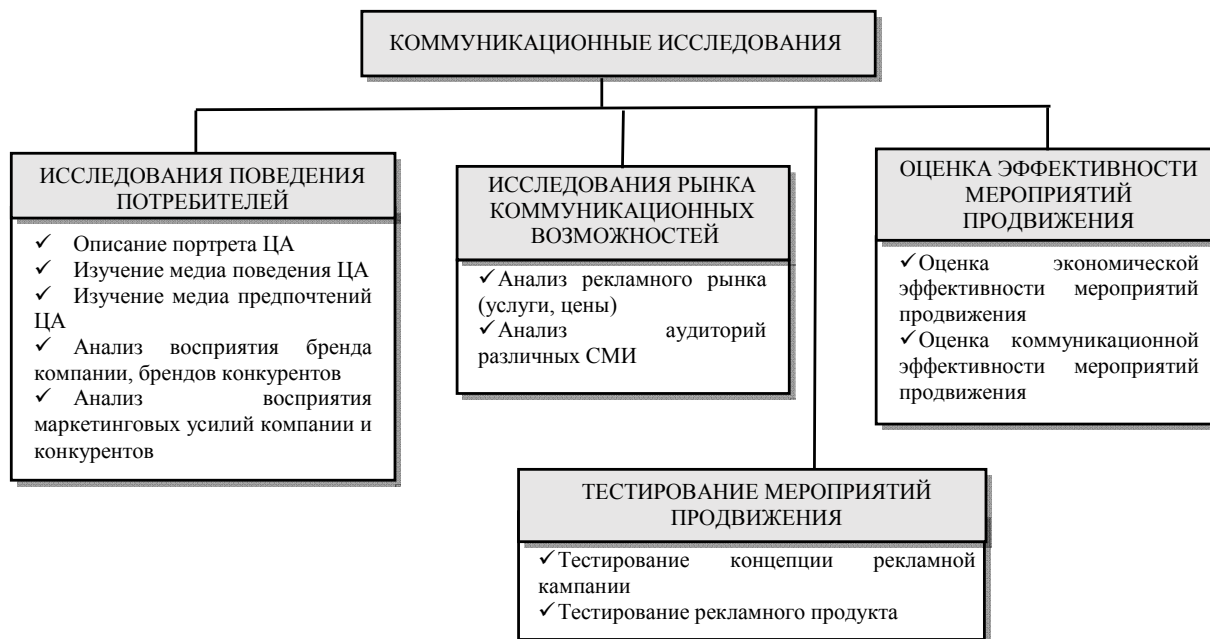 КОММУНИКАЦИОННЫЕ ИССЛЕДОВАНИЯ
ИССЛЕДОВАНИЯ ПОВЕДЕНИЯ
ПОТРЕБИТЕЛЕЙ
✓ Описание портрета ЦА
✓ Изучение медиа поведения ЦА
✓ Изучение медиа предпочтений
ЦА
✓ Анализ восприятия бренда
компании, брендов конкурентов
✓ Анализ восприятия
маркетинговых усилий компании и
конкурентов
ИССЛЕДОВАНИЯ РЫНКА
КОММУНИКАЦИОННЫХ
ВОЗМОЖНОСТЕЙ
✓Анализ рекламного рынка
(услуги, цены)
✓Анализ аудиторий
различных СМИ
ОЦЕНКА ЭФФЕКТИВНОСТИ
МЕРОПРИЯТИЙ
ПРОДВИЖЕНИЯ
✓Оценка экономической
эффективности мероприятий
продвижения
✓Оценка коммуникационной
эффективности мероприятий
продвижения
ТЕСТИРОВАНИЕ МЕРОПРИЯТИЙ
ПРОДВИЖЕНИЯ
✓Тестирование концепции рекламной
кампании
✓Тестирование рекламного продукта